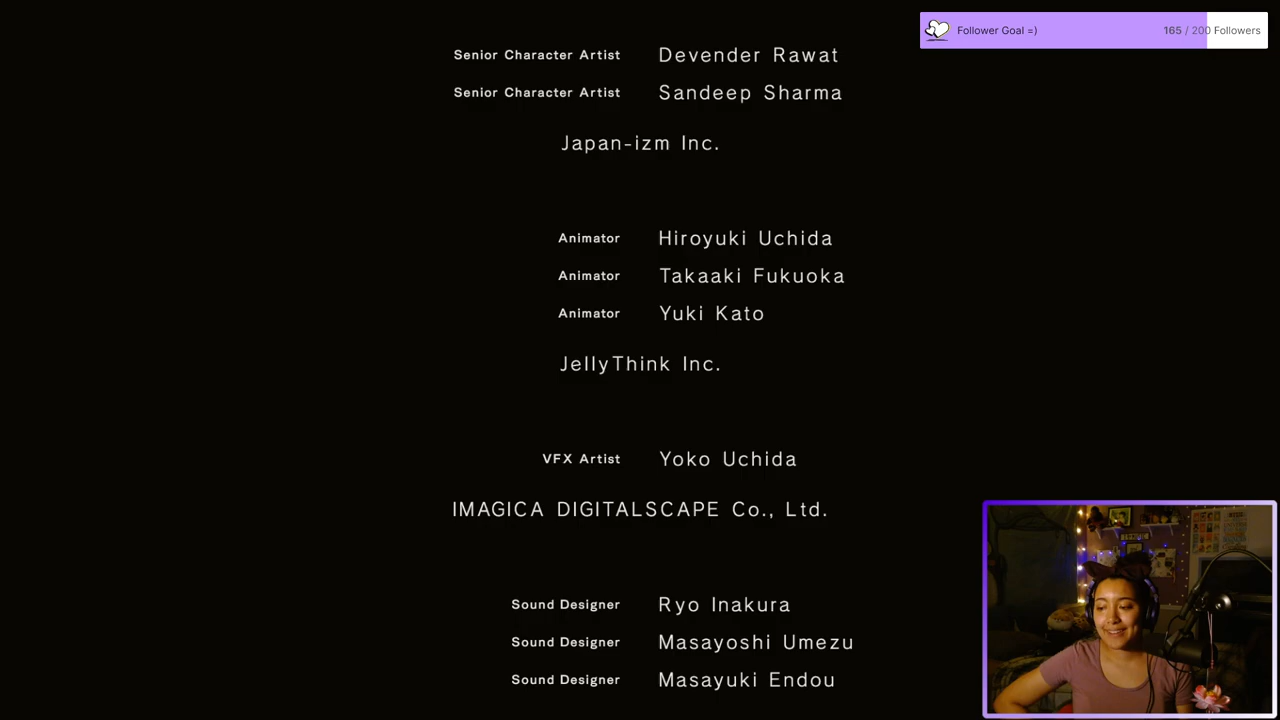 Follower Goal =)
165 / 200 Followers
Senior Character Artist Devender Rawat
Senior Character Artist Sandeep Sharma
Japan-izm Inc.
Animator Hiroyuki Uchida
Animator Takaaki Fukuoka
Animator Yuki Kato
JellyThink Inc.
VFX Artist Yoko Uchida
IMAGICA DIGITALSCAPE Co., Ltd.
Sound Designer Ryo Inakura
Sound Designer Masayoshi Umezu
Sound Designer Masayuki Endou